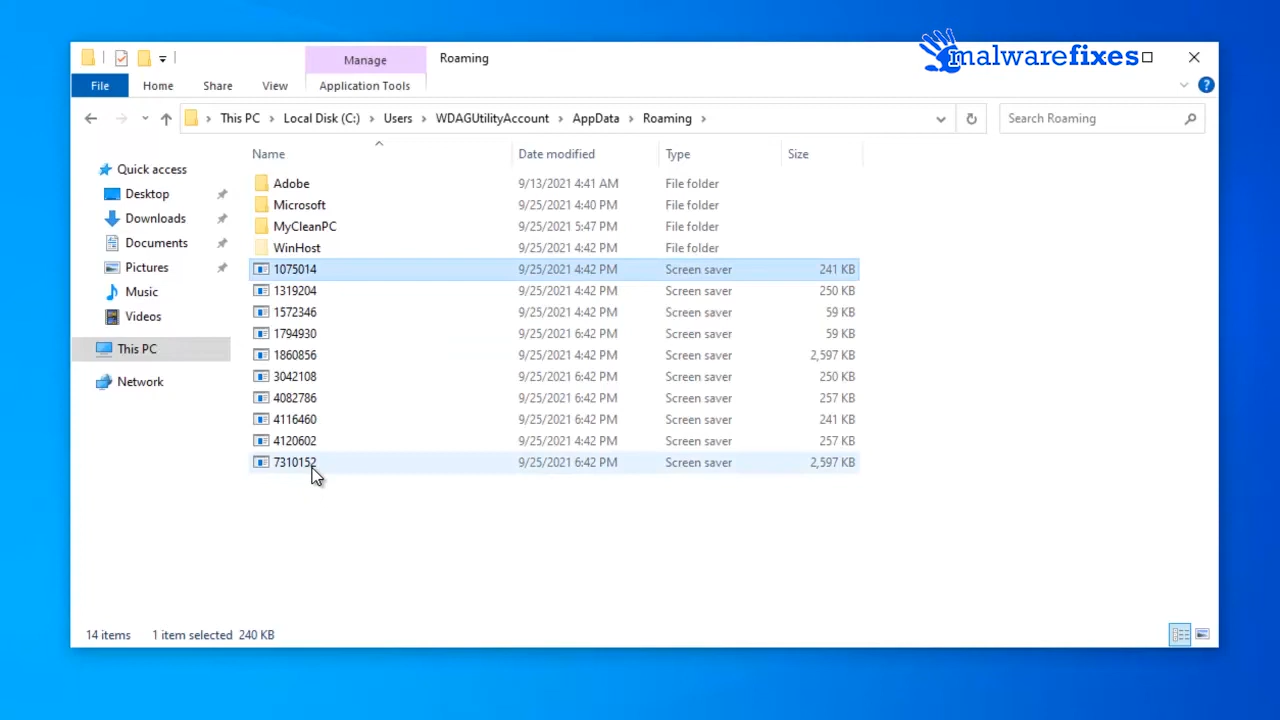 Manage
Roaming
malwarefixes
File
Home
Share
View
Application Tools
This PC
Local Disk (C:)
Users
WDAGUtilityAccount
AppData
Roaming
Search Roaming
Name
Date modified
Type
Size
Quick access
Desktop
Downloads
Documents
Pictures
Music
Videos
This PC
Network
Adobe 9/13/2021 4:41 AM File folder
Microsoft 9/25/2021 4:40 PM File folder
MyCleanPC 9/25/2021 5:47 PM File folder
WinHost 9/25/2021 4:42 PM File folder
1075014 9/25/2021 4:42 PM Screen saver 241 KB
1319204 9/25/2021 4:42 PM Screen saver 250 KB
1572346 9/25/2021 4:42 PM Screen saver 59 KB
1794930 9/25/2021 6:42 PM Screen saver 59 KB
1860856 9/25/2021 4:42 PM Screen saver 2,597 KB
3042108 9/25/2021 6:42 PM Screen saver 250 KB
4082786 9/25/2021 6:42 PM Screen saver 257 KB
4116460 9/25/2021 6:42 PM Screen saver 241 KB
4120602 9/25/2021 4:42 PM Screen saver 257 KB
7310152 9/25/2021 6:42 PM Screen saver 2,597 KB
14 items
1 item selected 240 KB